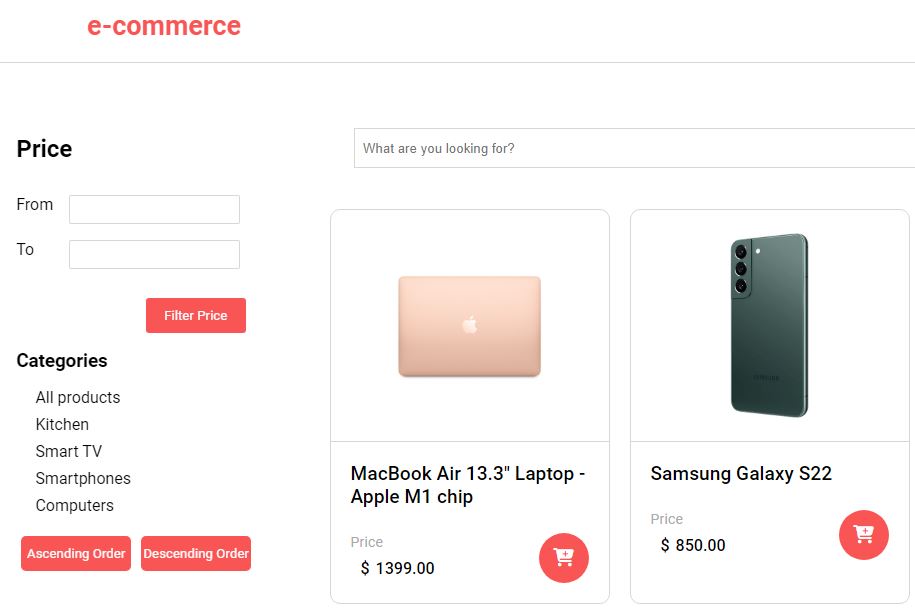 e-commerce
Price
From
To
Filter Price
Categories
All products
Kitchen
Smart TV
Smartphones
Computers
Ascending Order
Descending Order
What are you looking for?
MacBook Air 13.3" Laptop -
Apple M1 chip
Price
$ 1399.00
SAMSUNG
Samsung Galaxy S22
Price
$ 850.00